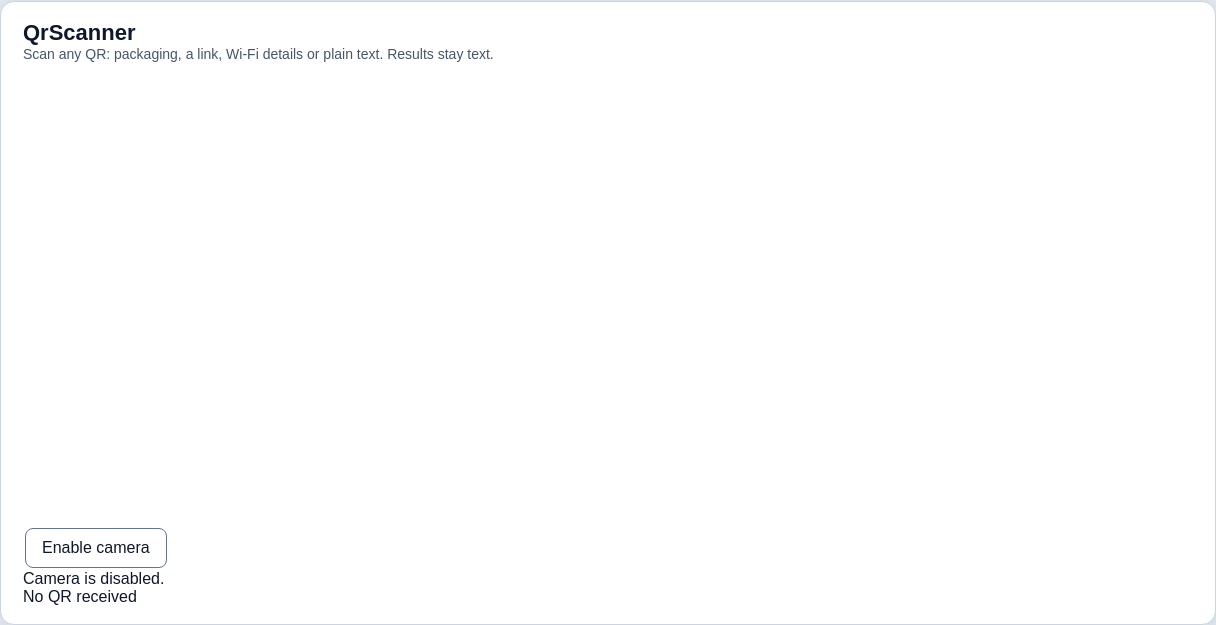 QrScanner
Scan any QR: packaging, a link, Wi-Fi details or plain text. Results stay text.
Enable camera
Camera is disabled.
No QR received